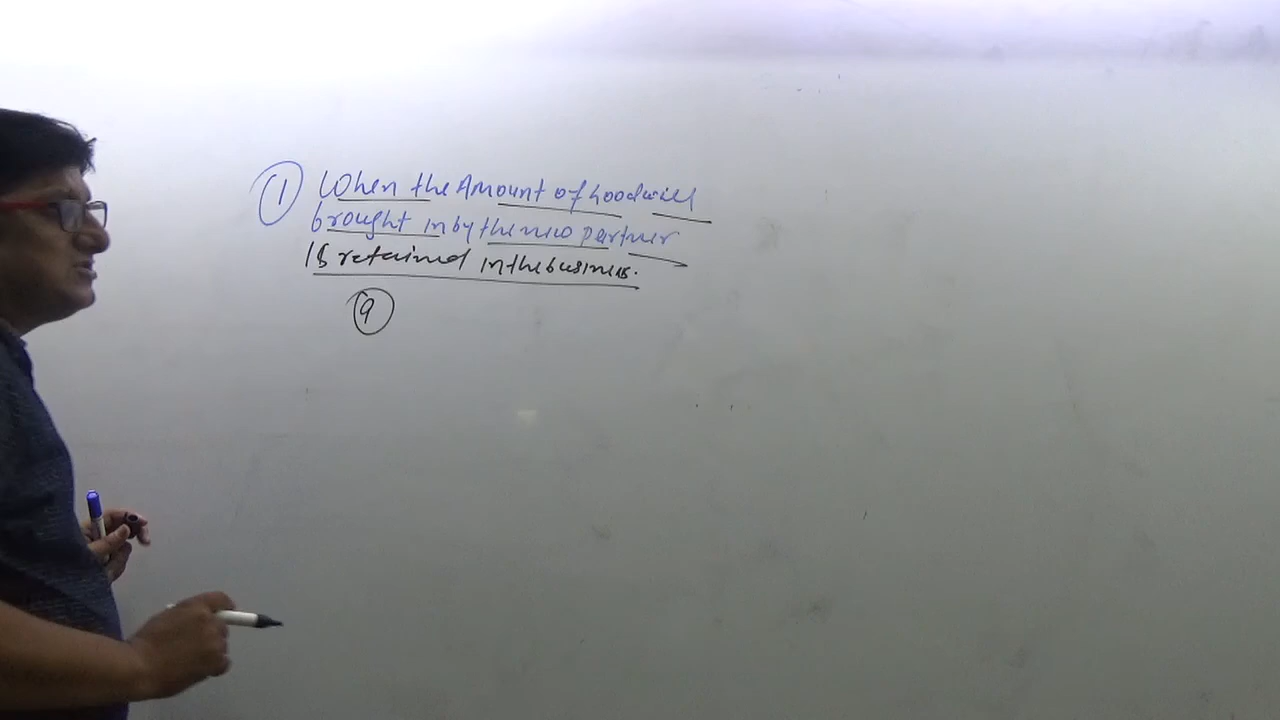 ① When the Amount of Goodwill
brought in by the new partner
Is retained in the business.
ⓐ